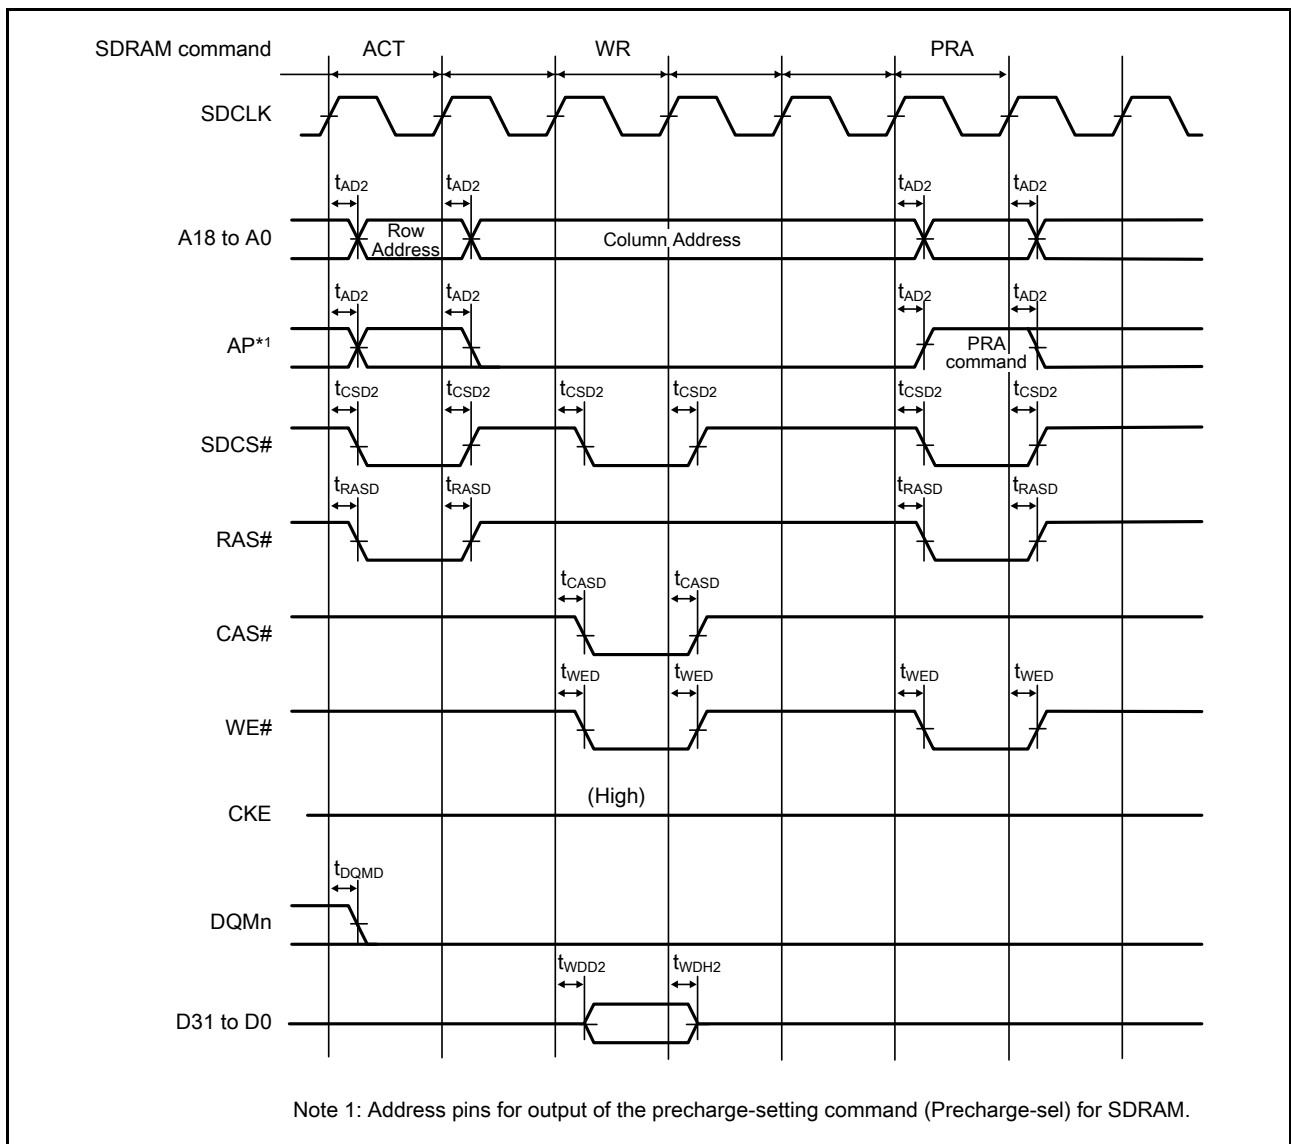 SDRAM command ACT WR PRA
SDCLK
tAD2 tAD2 tAD2 tAD2
A18 to A0 Row Address Column Address
tAD2 tAD2 tAD2 tAD2
AP*1 PRA command
tCSD2 tCSD2 tCSD2 tCSD2 tCSD2 tCSD2
SDCS#
tRASD tRASD tRASD tRASD
RAS#
tCASD tCASD
CAS#
tWED tWED tWED tWED
WE#
(High)
CKE
tDQMD
DQMn
tWDD2 tWDH2
D31 to D0
Note 1: Address pins for output of the precharge-setting command (Precharge-sel) for SDRAM.